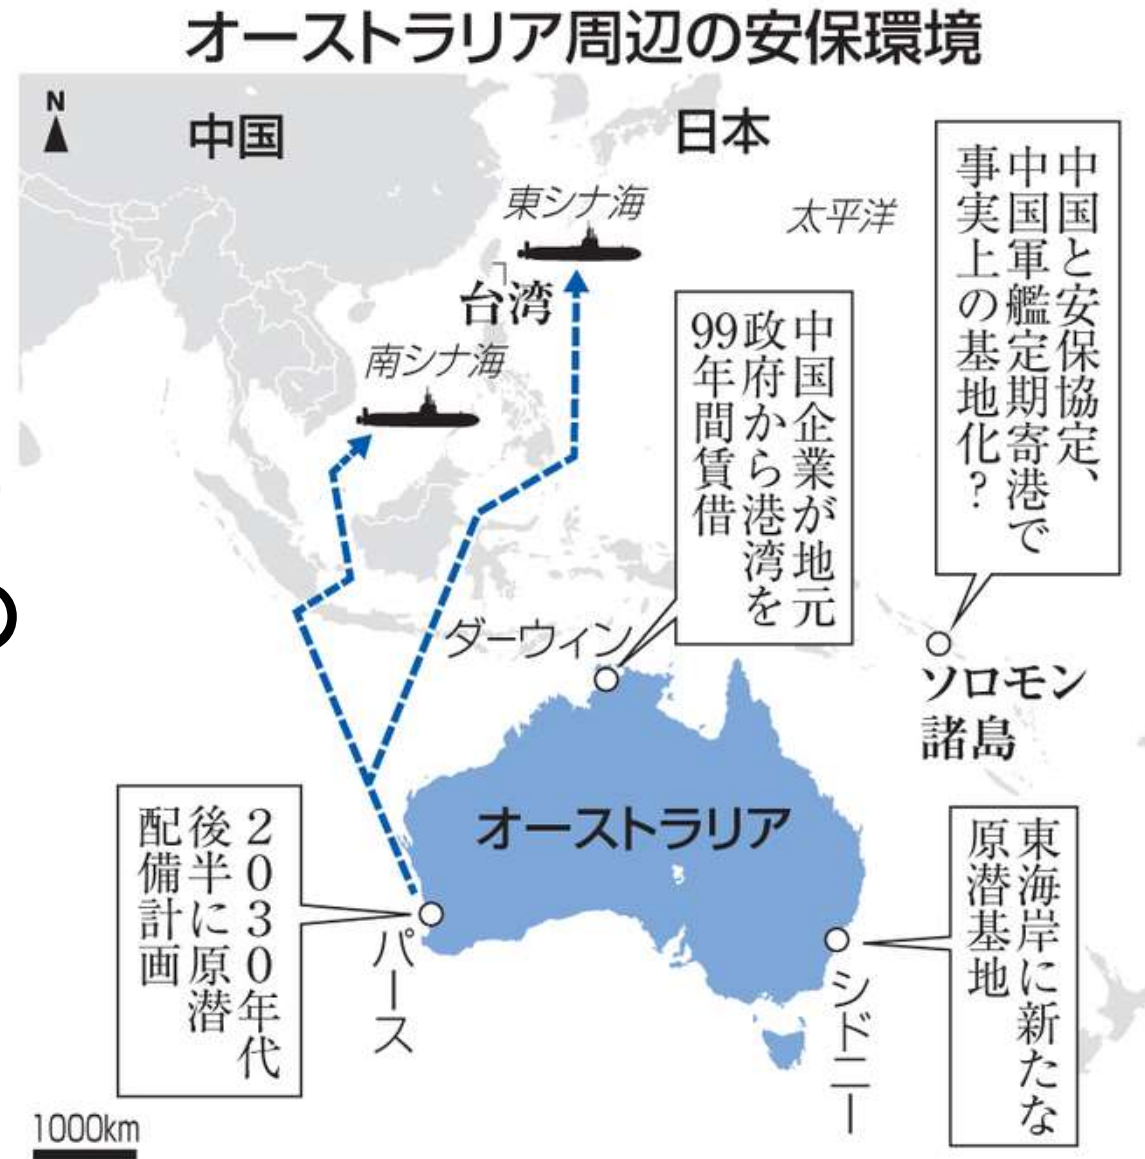 オーストラリア周辺の安保環境
N
中国
日本
東シナ海
太平洋
台湾
南シナ海
中国と安保協定、
中国軍艦定期寄港で
事実上の基地化?
中国企業が地元
政府から港湾を
99年間賃借
ダーウィン
ソロモン
諸島
オーストラリア
2030年代
後半に原潜
配備計画
パース
シドニー
東海岸に新たな
原潜基地
1000km